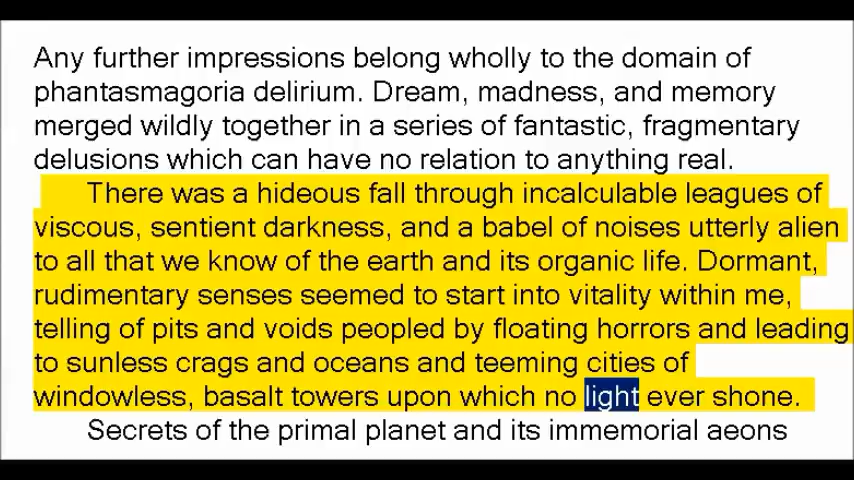 Any further impressions belong wholly to the domain of
phantasmagoria delirium. Dream, madness, and memory
merged wildly together in a series of fantastic, fragmentary
delusions which can have no relation to anything real.
There was a hideous fall through incalculable leagues of
viscous, sentient darkness, and a babel of noises utterly alien
to all that we know of the earth and its organic life. Dormant,
rudimentary senses seemed to start into vitality within me,
telling of pits and voids peopled by floating horrors and leading
to sunless crags and oceans and teeming cities of
windowless, basalt towers upon which no light ever shone.
Secrets of the primal planet and its immemorial aeons